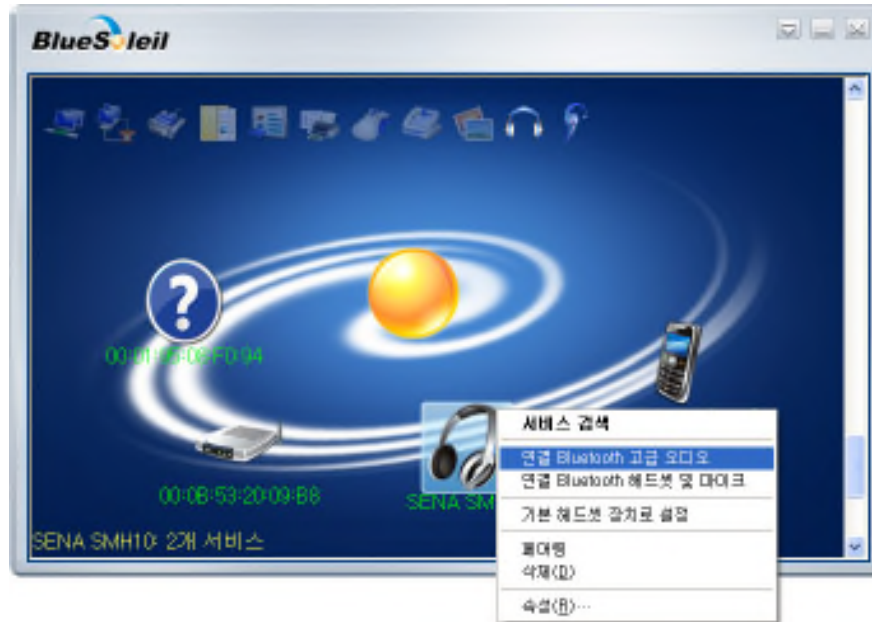 BlueSoleil
00:0B:53:20:09:B8
SENA SM
SENA SMH10: 2개 서비스
서비스 검색
연결 Bluetooth 고급 오디오
연결 Bluetooth 헤드셋 및 마이크
기본 헤드셋 장치로 설정
페어링
삭제(D)
속성(R)...